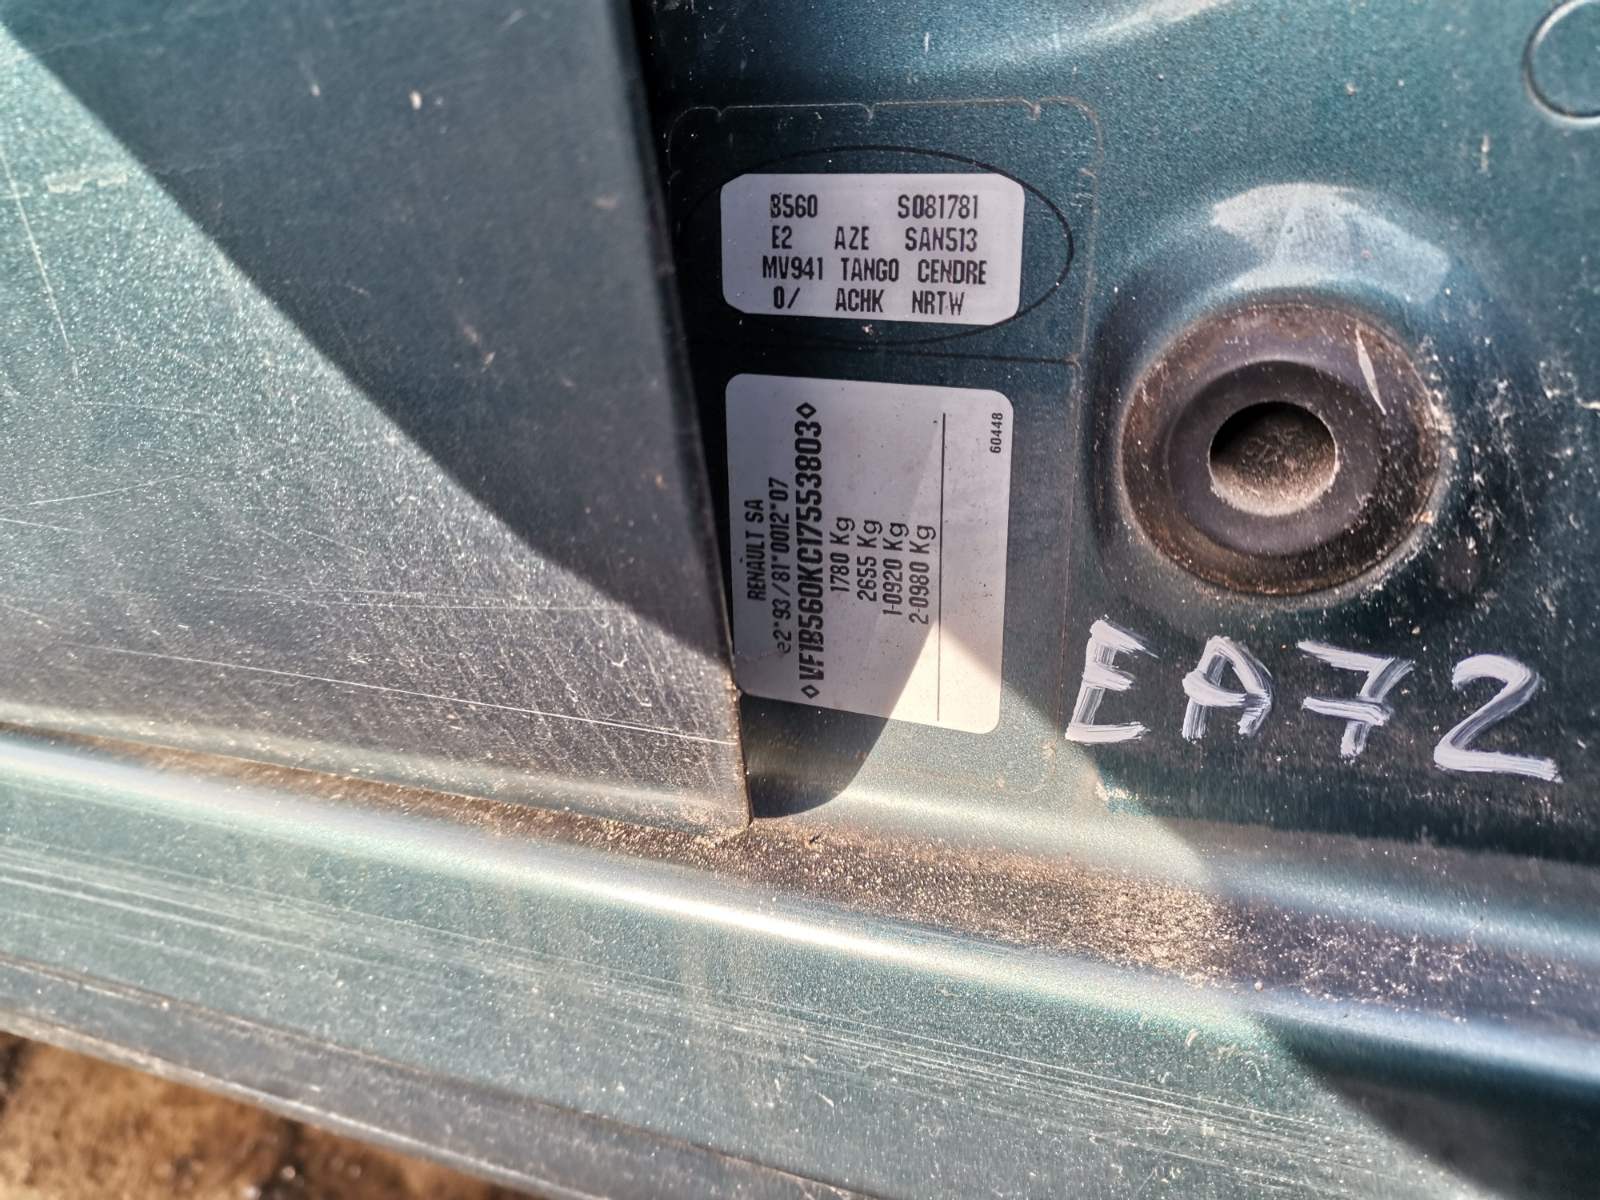 B560 S081781
E2 AZE SAN513
MV941 TANGO CENDRE
0/ ACHK NRTW
RENAULT SA
e2*93/81*0012*07
◊VF1B560KC17553803◊
1780 Kg
2655 Kg
1-0920 Kg
2-0980 Kg
60448
EA72